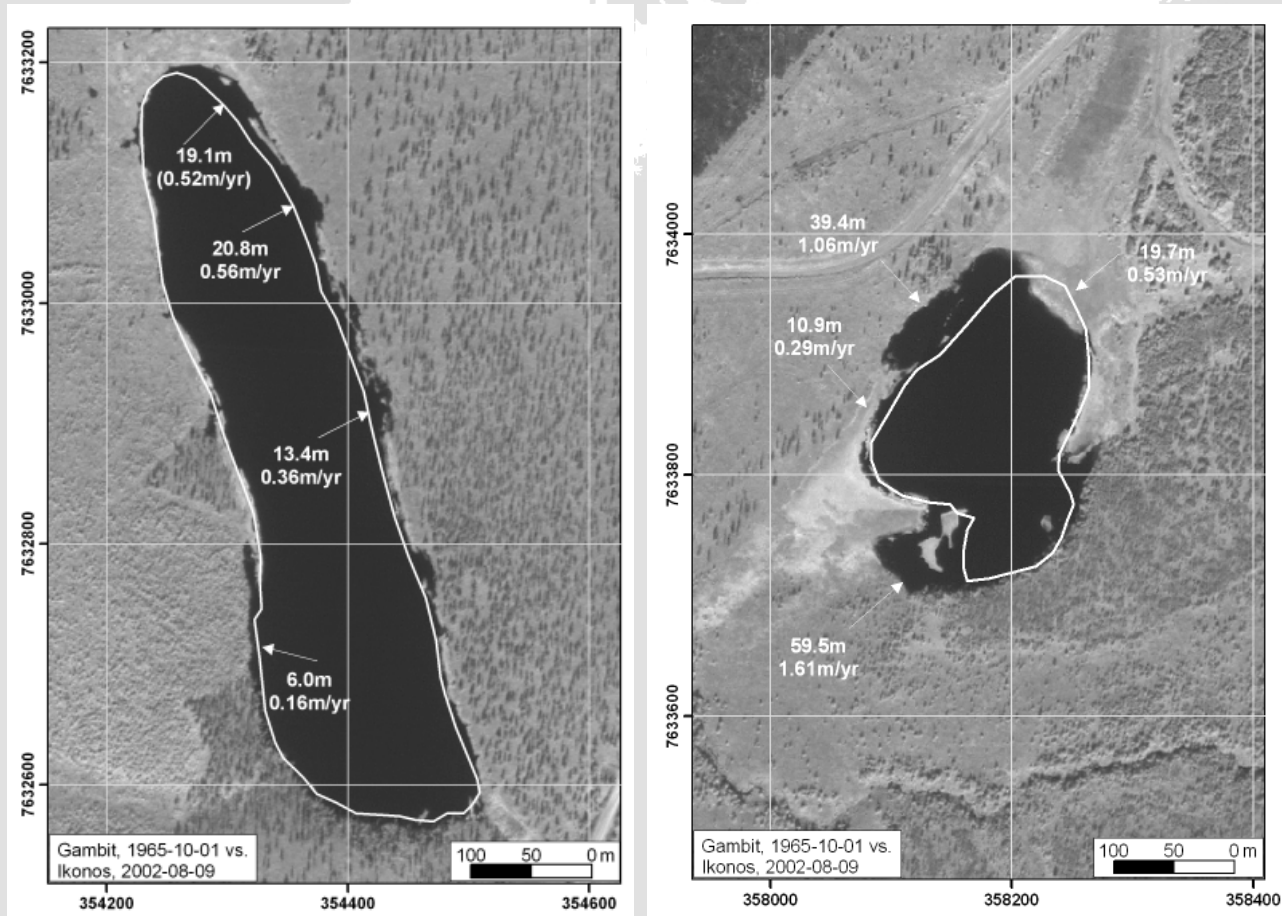 7633200
19.1m
(0.52m/yr)
20.8m
0.56m/yr
7633000
13.4m
0.36m/yr
7632800
6.0m
0.16m/yr
7632600
Gambit, 1965-10-01 vs.
Ikonos, 2002-08-09
100 50 0 m
354200 354400 354600
39.4m
1.06m/yr
7634000
19.7m
0.53m/yr
10.9m
0.29m/yr
7633800
59.5m
1.61m/yr
7633600
Gambit, 1965-10-01 vs.
Ikonos, 2002-08-09
100 50 0 m
358000 358200 358400